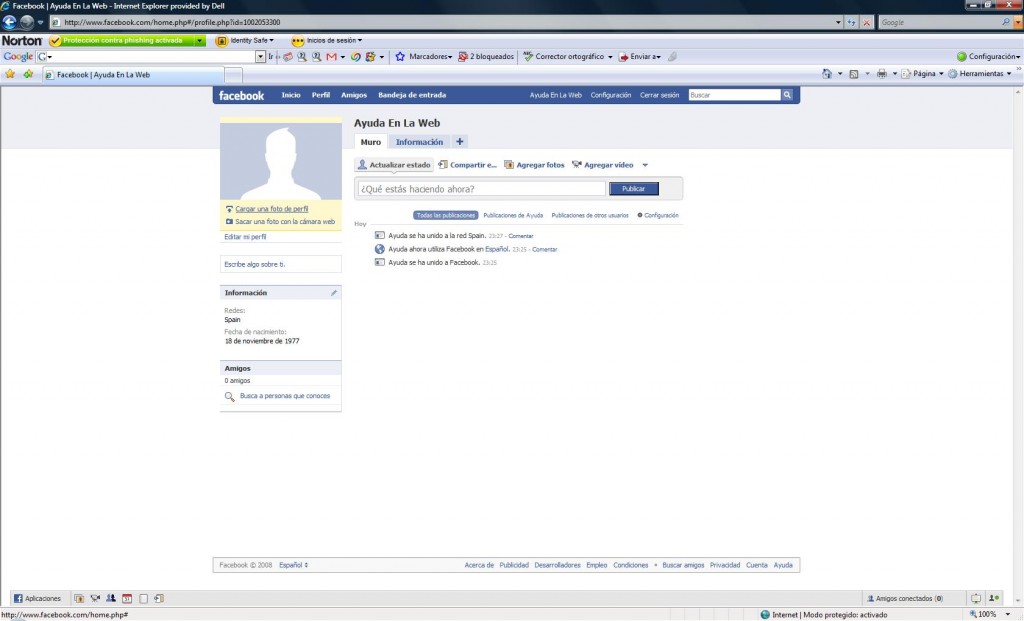 Facebook | Ayuda En La Web - Internet Explorer provided by Dell
http://www.facebook.com/home.php#/profile.php?id=1002053300
Google
Norton Protección contra phishing activada Identity Safe Inicios de sesión
Google G Ir Marcadores 2 bloqueados Corrector ortográfico Enviar a Configuración
Facebook | Ayuda En La Web Página Herramientas
facebook Inicio Perfil Amigos Bandeja de entrada Ayuda En La Web Configuración Cerrar sesión Buscar
Ayuda En La Web
Muro Información +
Actualizar estado Compartir e... Agregar fotos Agregar vídeo
¿Qué estás haciendo ahora? Publicar
Todas las publicaciones Publicaciones de Ayuda Publicaciones de otros usuarios Configuración
Hoy
Ayuda se ha unido a la red Spain. 23:27 - Comentar
Ayuda ahora utiliza Facebook en Español. 23:25 - Comentar
Ayuda se ha unido a Facebook. 23:25
Cargar una foto de perfil
Sacar una foto con la cámara web
Editar mi perfil
Escribe algo sobre ti.
Información
Redes:
Spain
Fecha de nacimiento:
18 de noviembre de 1977
Amigos
0 amigos
Busca a personas que conoces
Facebook © 2008 Español Acerca de Publicidad Desarrolladores Empleo Condiciones • Buscar amigos Privacidad Cuenta Ayuda
Aplicaciones Amigos conectados (0)
http://www.facebook.com/home.php# Internet | Modo protegido: activado 100%